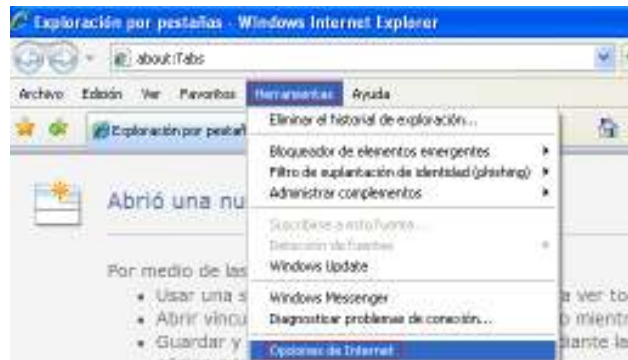 Exploración por pestañas - Windows Internet Explorer
about:Tabs
Archivo Edición Ver Favoritos Herramientas Ayuda
Exploración por pestañ
Eliminar el historial de exploración...
Bloqueador de elementos emergentes
Filtro de suplantación de identidad (phishing)
Administrar complementos
Abrió una nu
Suscribirse a esta fuente...
Detección de fuentes
Windows Update
Por medio de las
Usar una s
a ver to
Windows Messenger
Abrir víncu
o mientr
Diagnosticar problemas de conexión...
Guardar y
diante la
Opciones de Internet